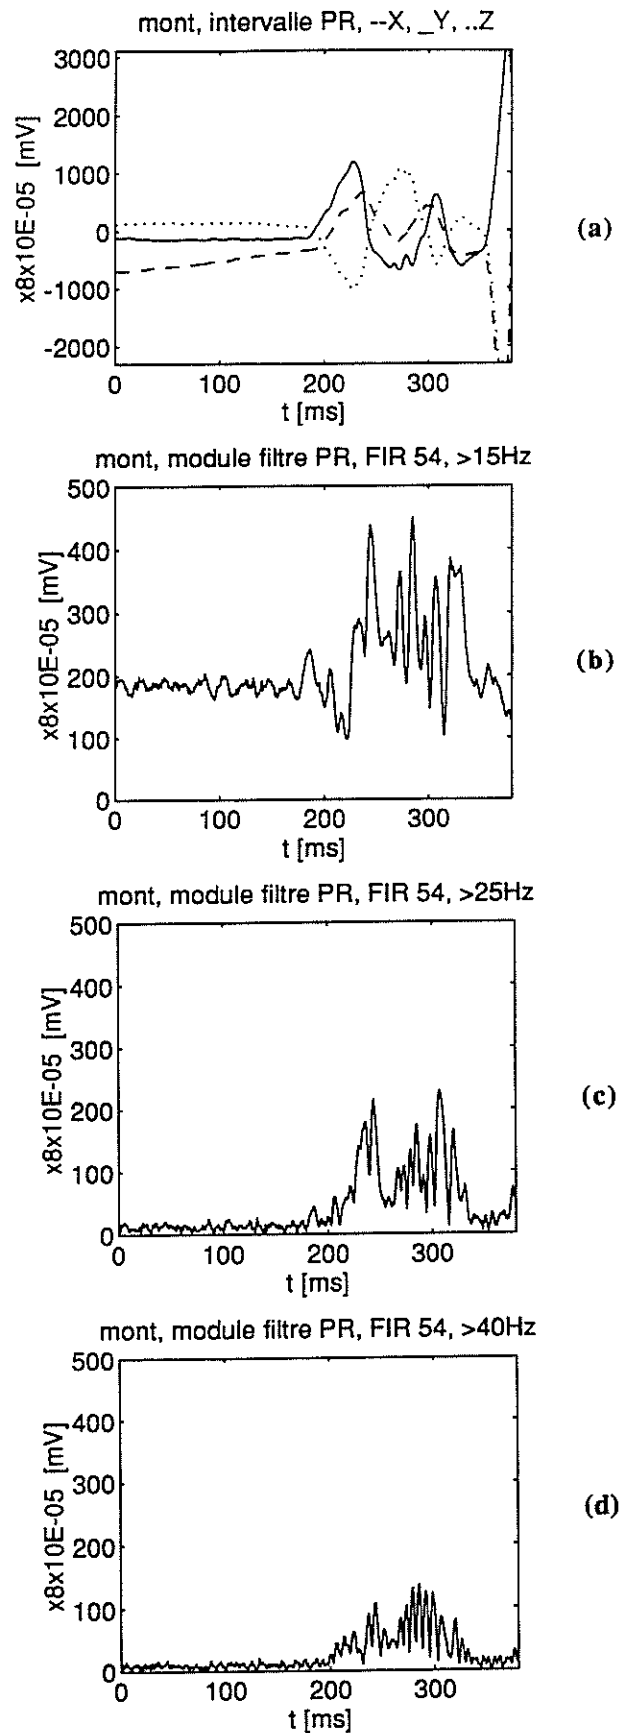 mont, intervalle PR, --X, _Y, ..Z
3000
2000
1000
0
-1000
-2000
x8x10E-05 [mV]
0 100 200 300
t [ms]
(a)
mont, module filtre PR, FIR 54, >15Hz
500
400
300
200
100
0
x8x10E-05 [mV]
0 100 200 300
t [ms]
(b)
mont, module filtre PR, FIR 54, >25Hz
500
400
300
200
100
0
x8x10E-05 [mV]
0 100 200 300
t [ms]
(c)
mont, module filtre PR, FIR 54, >40Hz
500
400
300
200
100
0
x8x10E-05 [mV]
0 100 200 300
t [ms]
(d)